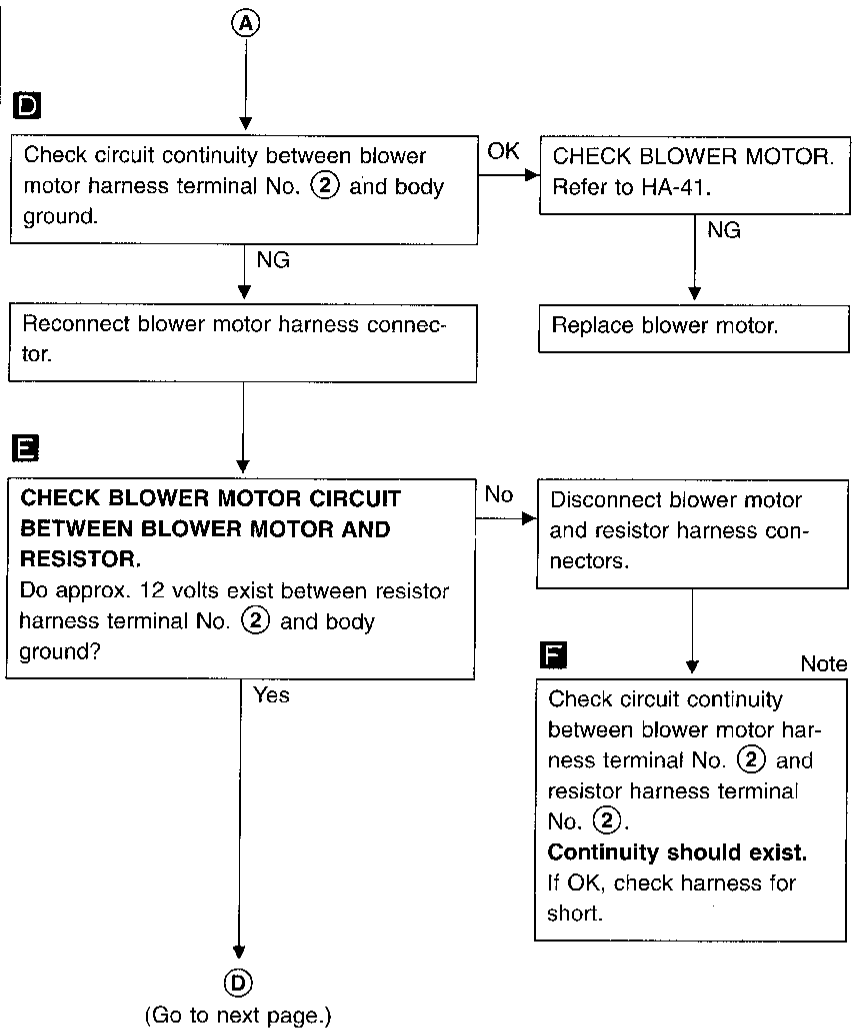 A
D
Check circuit continuity between blower
motor harness terminal No. ② and body
ground.
OK
CHECK BLOWER MOTOR.
Refer to HA-41.
NG
NG
Reconnect blower motor harness connec-
tor.
Replace blower motor.
E
CHECK BLOWER MOTOR CIRCUIT
BETWEEN BLOWER MOTOR AND
RESISTOR.
Do approx. 12 volts exist between resistor
harness terminal No. ② and body
ground?
No
Disconnect blower motor
and resistor harness con-
nectors.
Yes
F
Note
Check circuit continuity
between blower motor har-
ness terminal No. ② and
resistor harness terminal
No. ②.
Continuity should exist.
If OK, check harness for
short.
D
(Go to next page.)